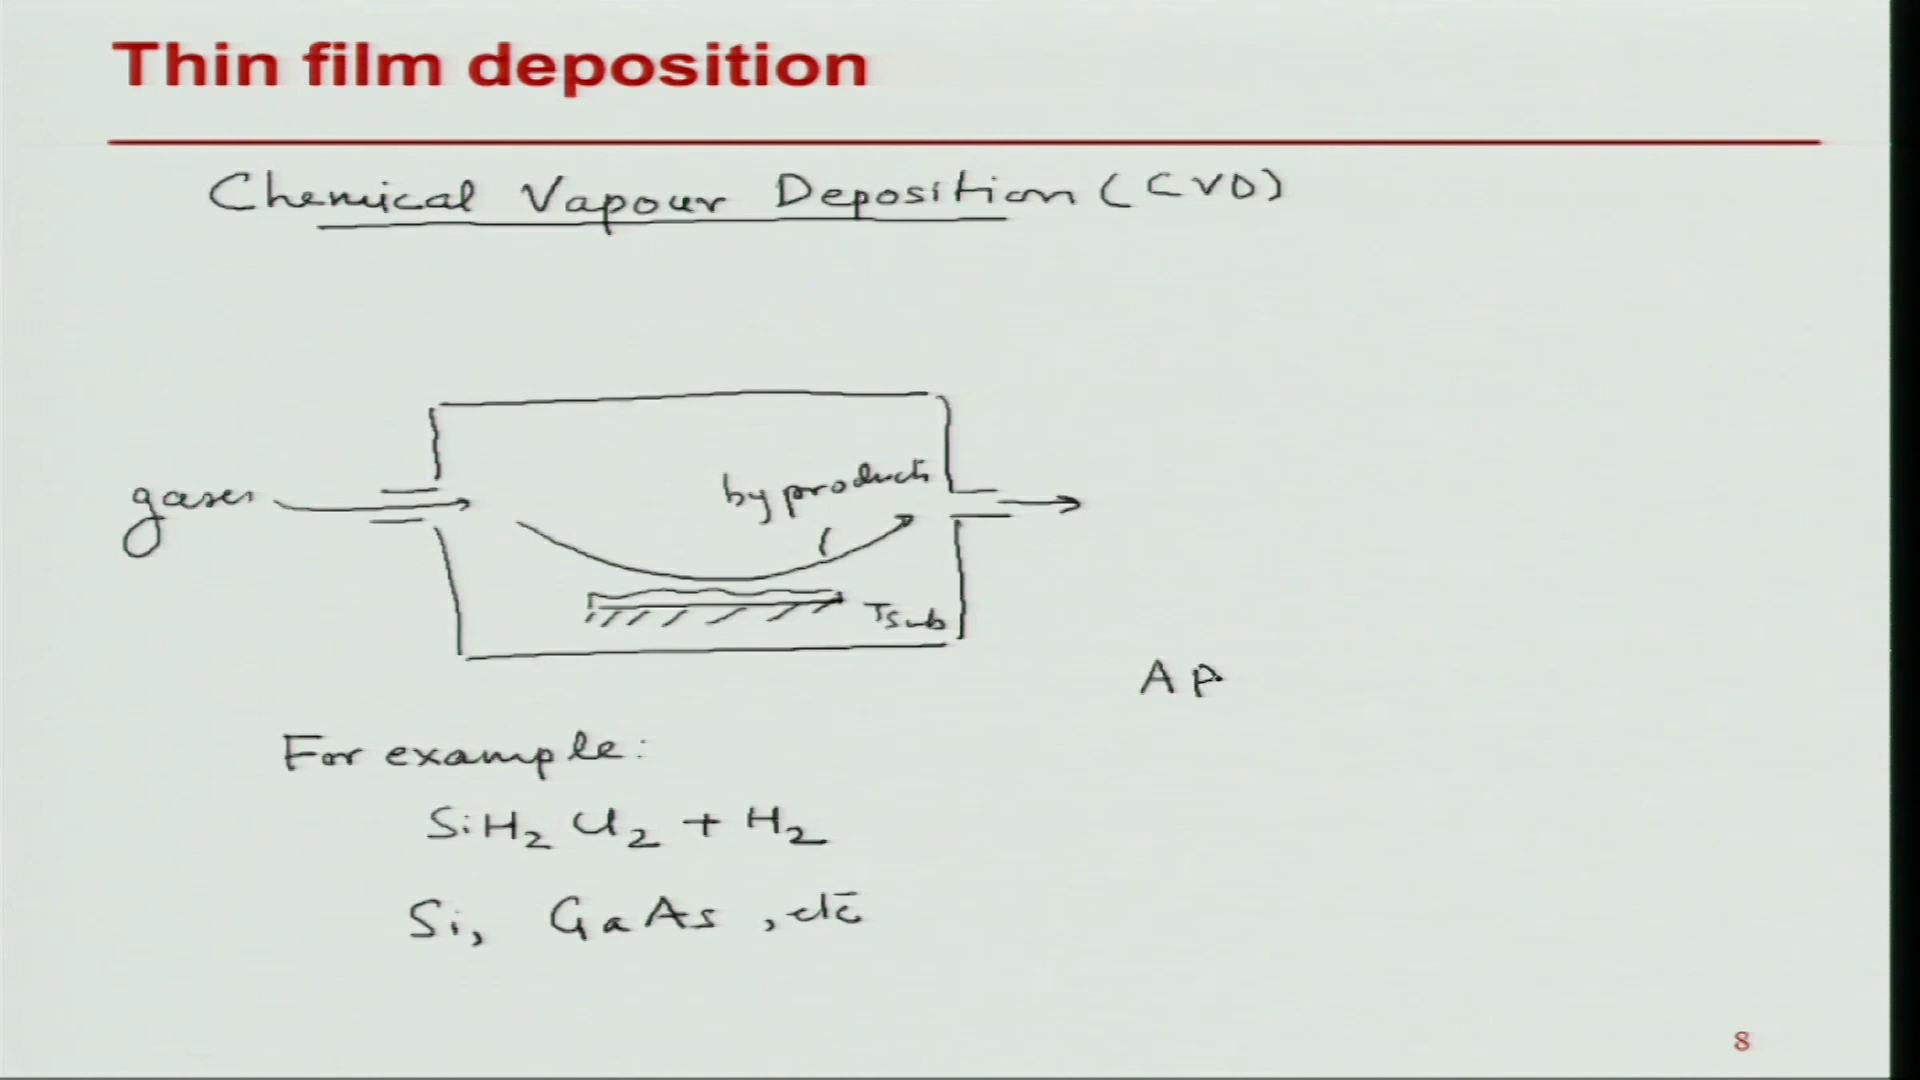 Thin film deposition
Chemical Vapour Deposition (CVD)
gases
by products
Tsub
AP
For example:
SiH2 Cl2 + H2
Si, GaAs, etc
8